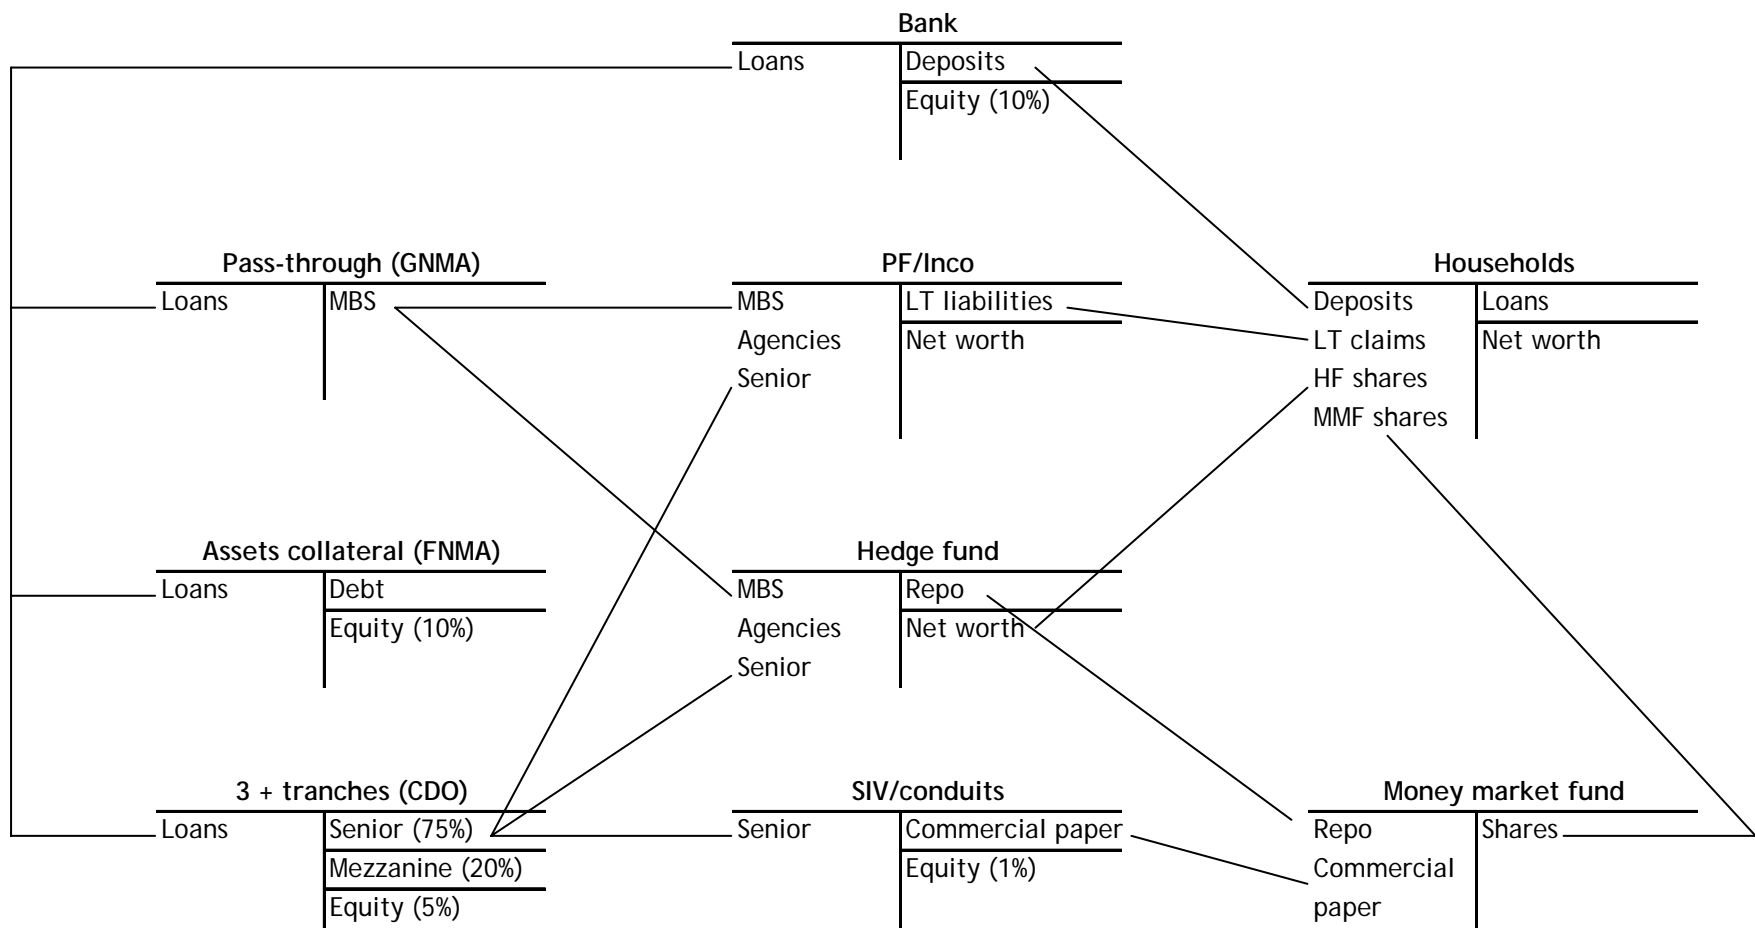 Bank
Loans Deposits
Equity (10%)
Pass-through (GNMA) PF/Inco Households
Loans MBS MBS LT liabilities Deposits Loans
Agencies Net worth LT claims Net worth
Senior HF shares
MMF shares
Assets collateral (FNMA) Hedge fund
Loans Debt MBS Repo
Equity (10%) Agencies Net worth
Senior
3 + tranches (CDO) SIV/conduits Money market fund
Loans Senior (75%) Senior Commercial paper Repo Shares
Mezzanine (20%) Equity (1%) Commercial
Equity (5%) paper